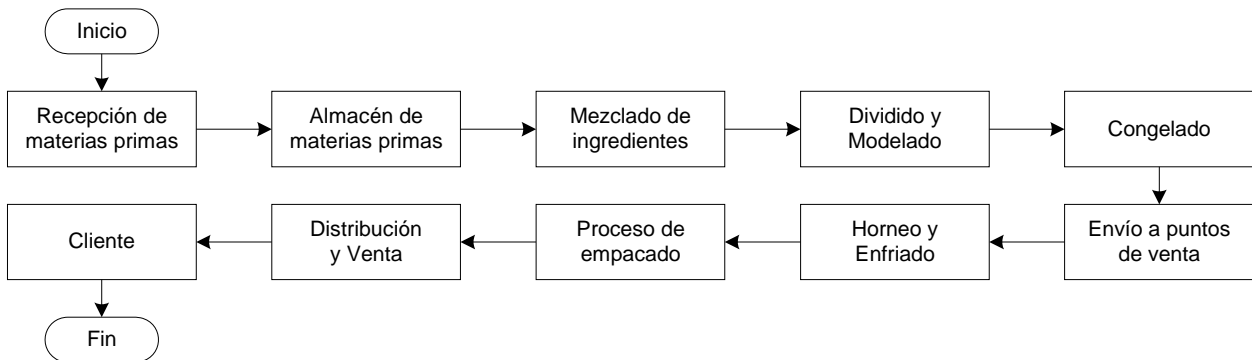 Inicio
Recepción de
materias primas
Almacén de
materias primas
Mezclado de
ingredientes
Dividido y
Modelado
Congelado
Envío a puntos
de venta
Horneo y
Enfriado
Proceso de
empacado
Distribución
y Venta
Cliente
Fin